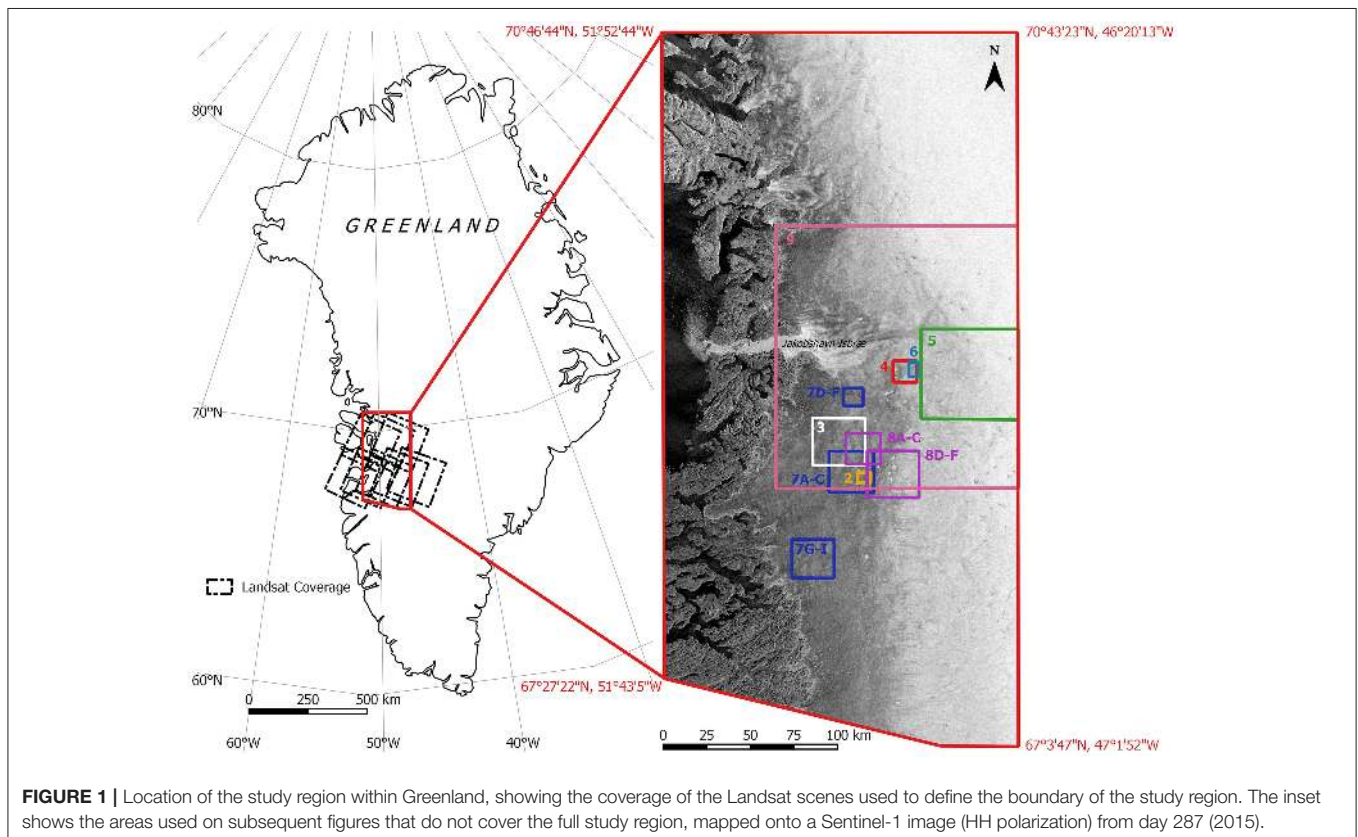 70°46'44"N, 51°52'44"W
70°43'23"N, 46°20'13"W
N
80°N
GREENLAND
9
Jakobshavn Isbræ
5
6
4
7D-F
3
8A-C
8D-F
7A-C
2
70°N
7G-I
Landsat Coverage
60°N
67°27'22"N, 51°43'5"W
0 250 500 km
0 25 50 75 100 km
60°W
50°W
40°W
67°3'47"N, 47°1'52"W
FIGURE 1 | Location of the study region within Greenland, showing the coverage of the Landsat scenes used to define the boundary of the study region. The inset
shows the areas used on subsequent figures that do not cover the full study region, mapped onto a Sentinel-1 image (HH polarization) from day 287 (2015).